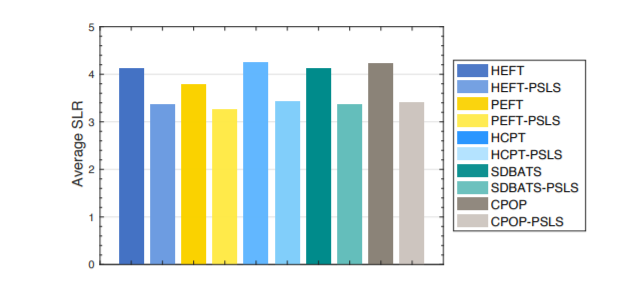 5
4
3
2
1
0
Average SLR
HEFT
HEFT-PSLS
PEFT
PEFT-PSLS
HCPT
HCPT-PSLS
SDBATS
SDBATS-PSLS
CPOP
CPOP-PSLS